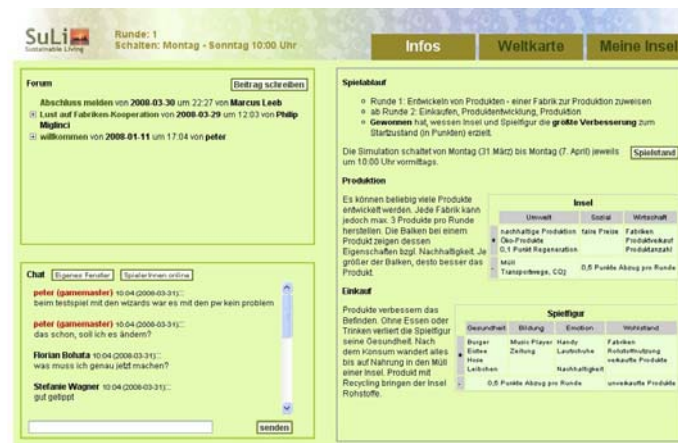 SuLi
Sustainable Living
Runde: 1
Schalten: Montag - Sonntag 10:00 Uhr
Infos
Weltkarte
Meine Insel
Forum
Beitrag schreiben
Abschluss melden von 2008-03-30 um 22:27 von Marcus Leeb
Lust auf Fabriken-Kooperation von 2008-03-29 um 12:03 von Philip
Miglinci
willkommen von 2008-01-11 um 17:04 von peter
Chat
Eigenes Fenster
SpielerInnen online
peter (gamemaster) 10:04 (2008-03-31):
beim testspiel mit den wizards war es mit den pw kein problem
peter (gamemaster) 10:04 (2008-03-31):
das schon, soll ich es ändern?
Florian Bohata 10:04 (2008-03-31):
was muss ich genau jetzt machen?
Stefanie Wagner 10:04 (2008-03-31):
gut getippt
senden
Spielablauf
Runde 1: Entwickeln von Produkten - einer Fabrik zur Produktion zuweisen
ab Runde 2: Einkaufen, Produktentwicklung, Produktion
Gewonnen hat, wessen Insel und Spielfigur die größte Verbesserung zum
Startzustand (in Punkten) erzielt.
Die Simulation schaltet von Montag (31.März) bis Montag (7. April) jeweils
um 10:00 Uhr vormittags.
Spielstand
Produktion
Es können beliebig viele Produkte
entwickelt werden. Jede Fabrik kann
jedoch max. 3 Produkte pro Runde
herstellen. Die Balken bei einem
Produkt zeigen dessen
Eigenschaften bzgl. Nachhaltigkeit. Je
größer der Balken, desto besser das
Produkt.
Insel
Umwelt Sozial Wirtschaft
nachhaltige Produktion faire Preise Fabriken
+ Öko-Produkte Produktverkauf
0,1 Punkt Regeneration Produktanzahl
- Müll
Transportwege, CO2
0,5 Punkte Abzug pro Runde
Einkauf
Produkte verbessern das
Befinden. Ohne Essen oder
Trinken verliert die Spielfigur
seine Gesundheit. Nach
dem Konsum wandert alles
bis auf Nahrung in den Müll
einer Insel. Produkt mit
Recycling bringen der Insel
Rohstoffe.
Spielfigur
Gesundheit Bildung Emotion Wohlstand
Burger Music Player Handy Fabriken
Eistee Zeitung Laufschuhe Rohstoffnutzung
+ Hose verkaufte Produkte
Leibchen Nachhaltigkeit
- 0,5 Punkte Abzug pro Runde unverkaufte Produkte